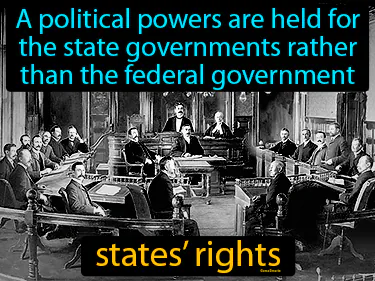 A political powers are held for
the state governments rather
than the federal government
states’ rights